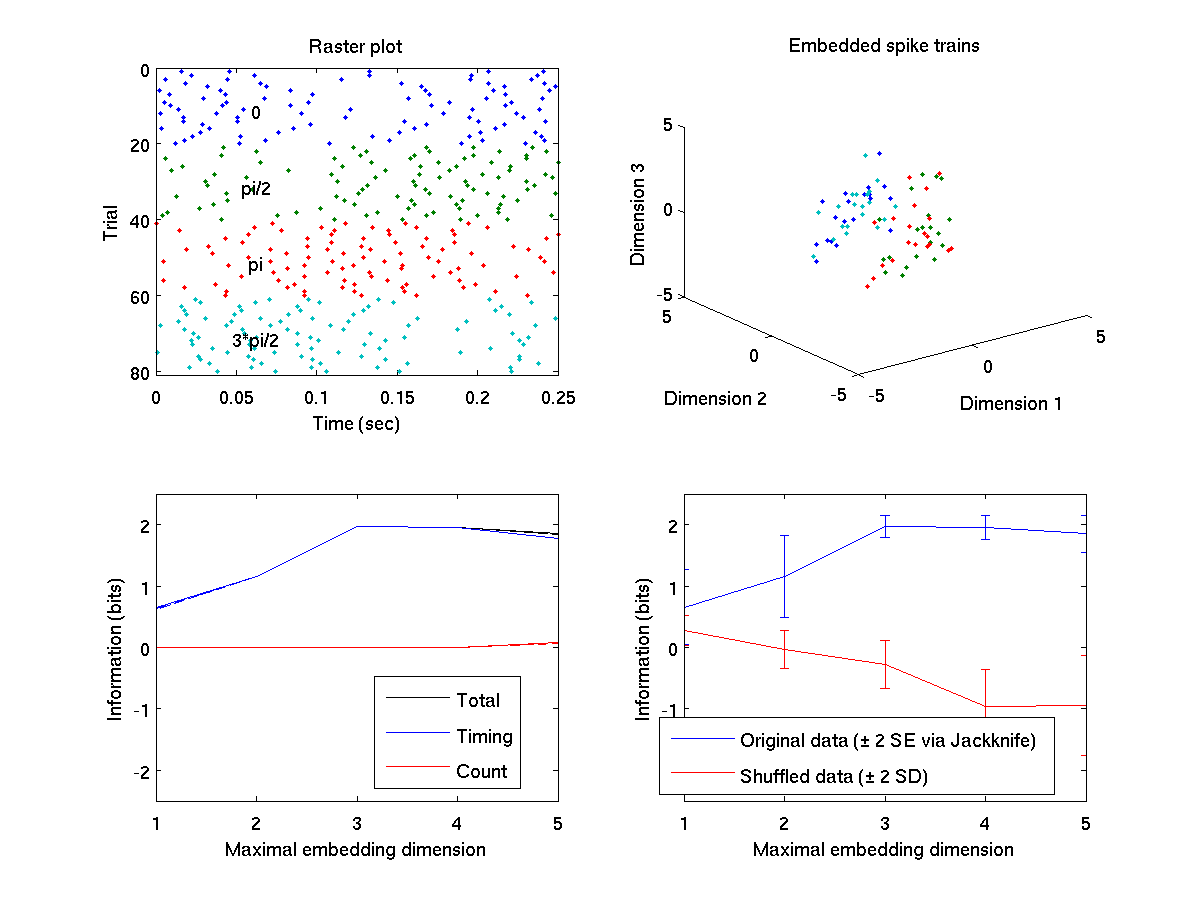 Raster plot
0
20
40
60
80
Trial
0
pi/2
pi
3*pi/2
0
0.05
0.1
0.15
0.2
0.25
Time (sec)
Embedded spike trains
5
0
-5
Dimension 3
5
0
-5
Dimension 2
-5
0
5
Dimension 1
2
1
0
-1
-2
Information (bits)
Total
Timing
Count
1
2
3
4
5
Maximal embedding dimension
2
1
0
-1
Information (bits)
Original data (± 2 SE via Jackknife)
Shuffled data (± 2 SD)
1
2
3
4
5
Maximal embedding dimension